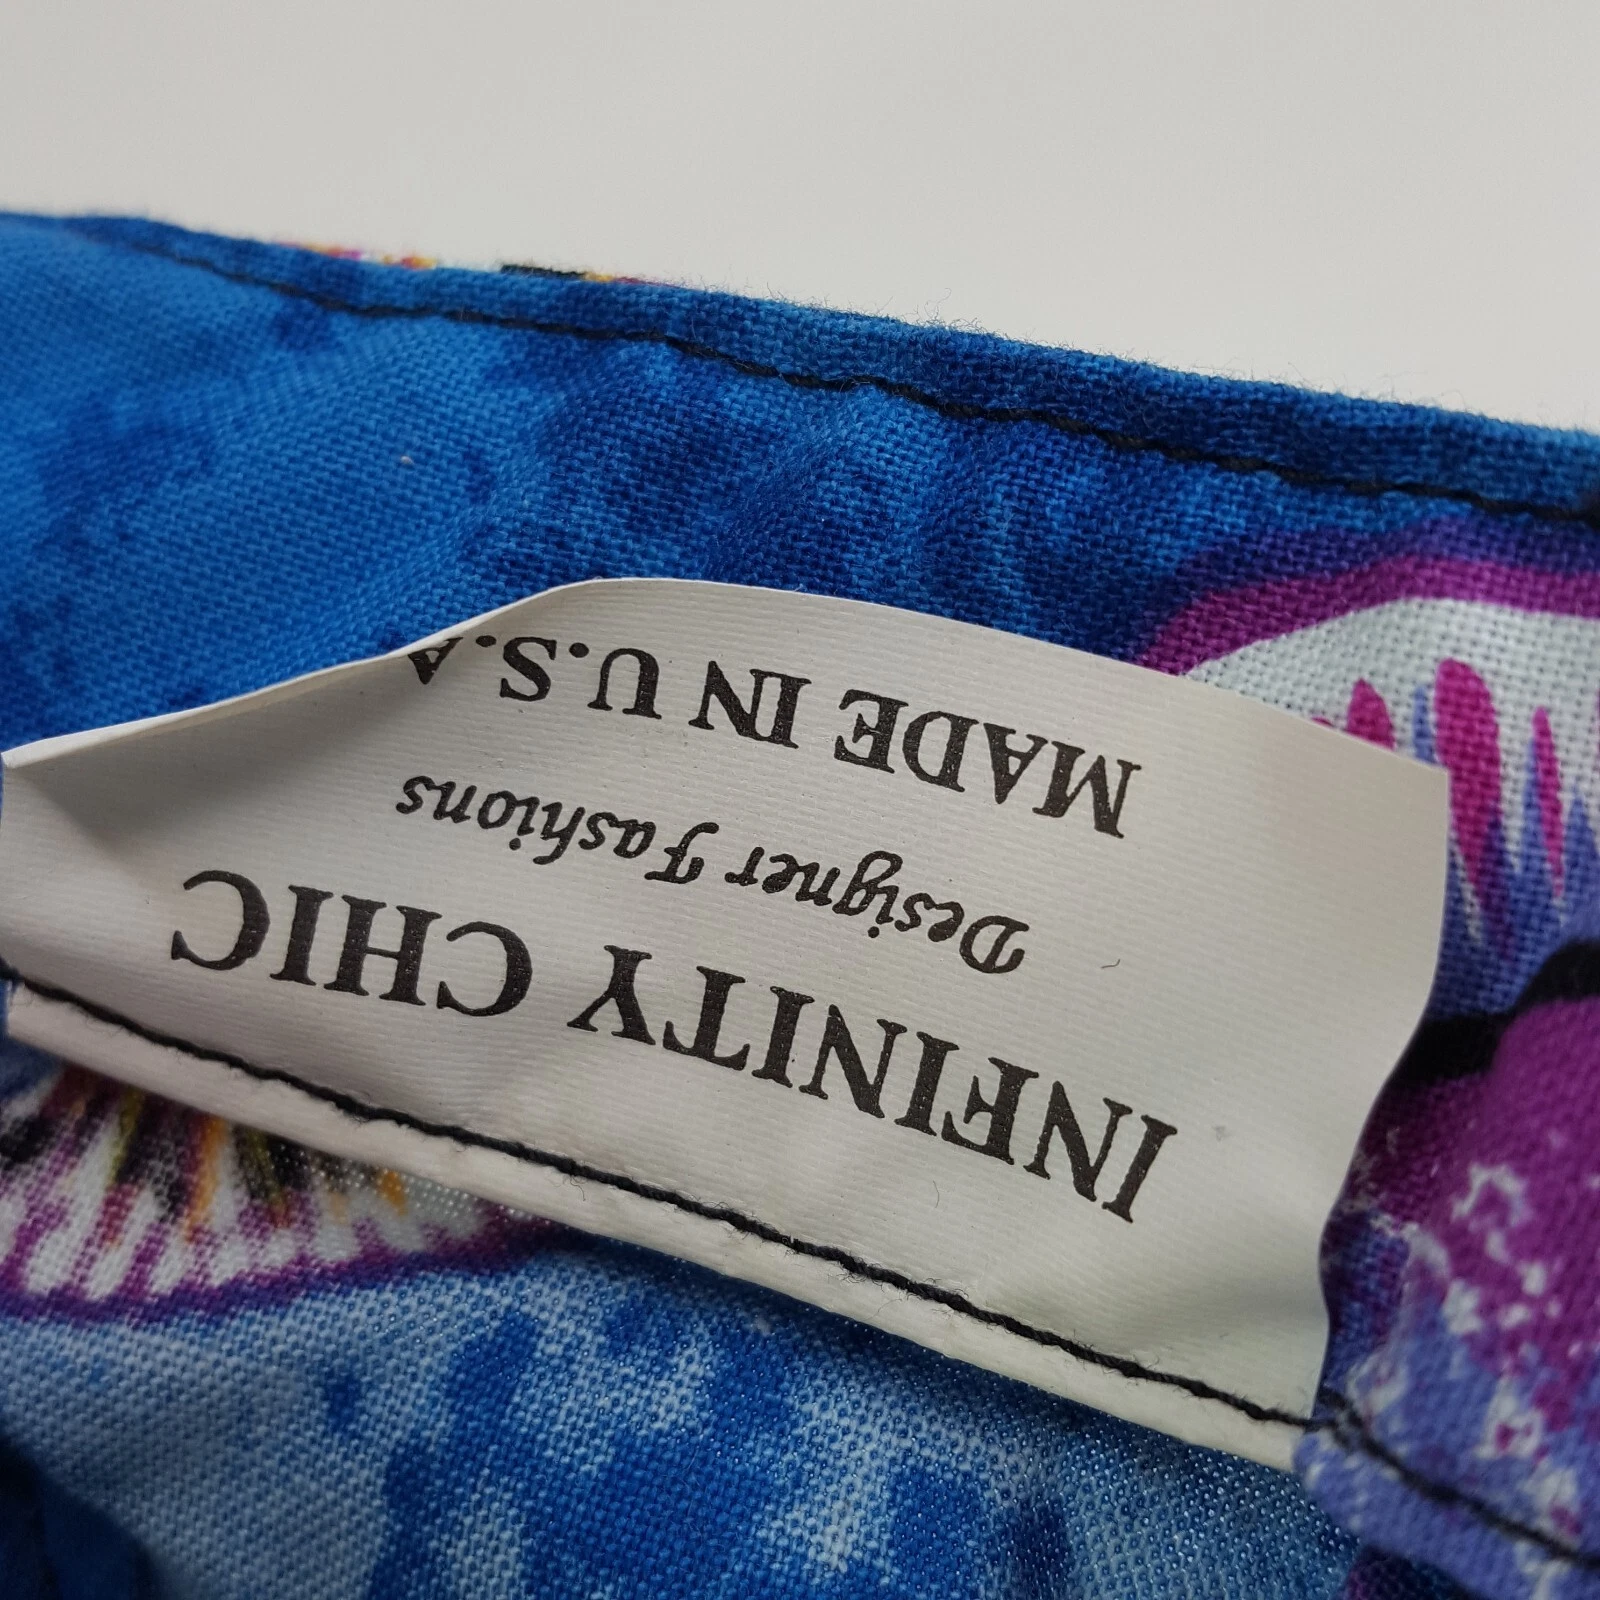 INFINITY CHIC
Designer Fashions
MADE IN U.S.A